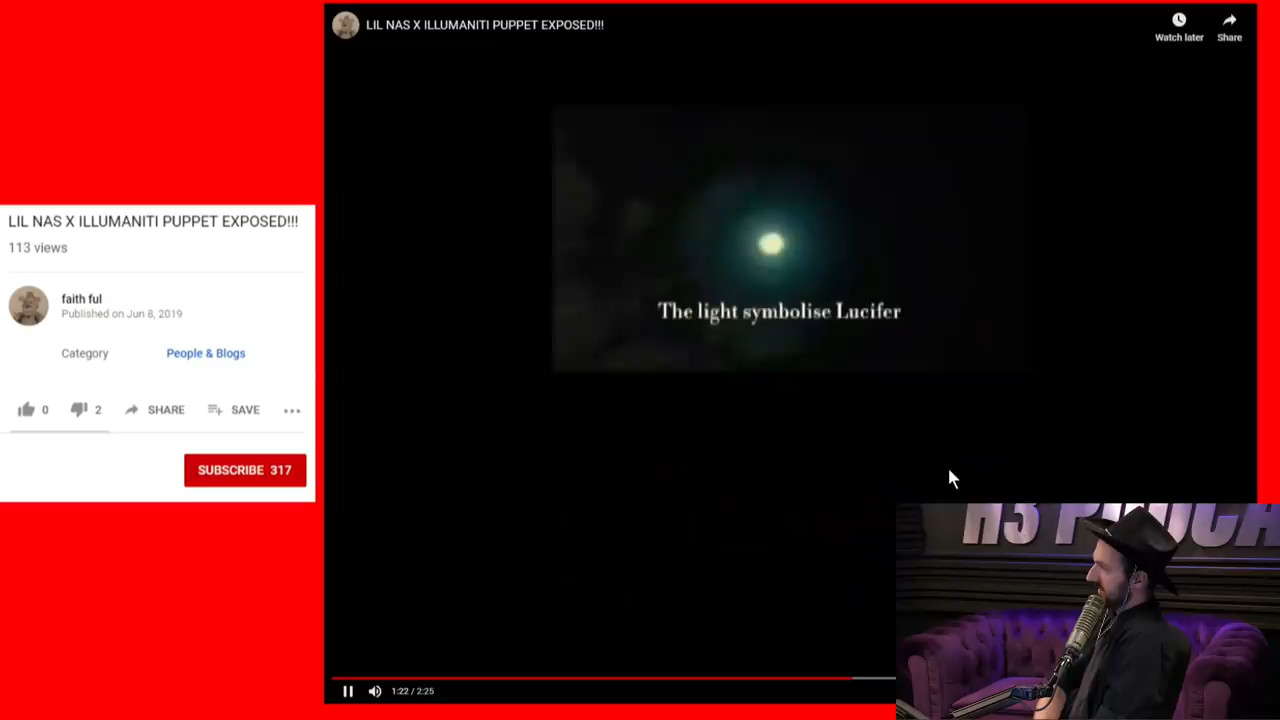 LIL NAS X ILLUMANITI PUPPET EXPOSED!!!
Watch later
Share
The light symbolise Lucifer
LIL NAS X ILLUMANITI PUPPET EXPOSED!!!
113 views
faith ful
Published on Jun 8, 2019
Category
People & Blogs
0
2
SHARE
SAVE
SUBSCRIBE 317
1:22 / 2:25
H3 PODCA